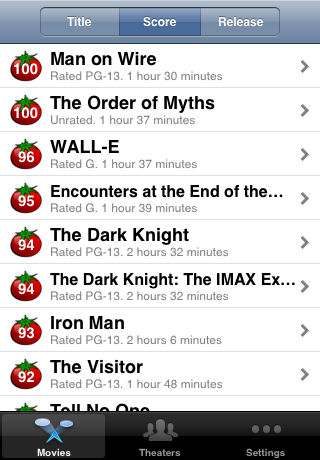 Title Score Release
100 Man on Wire
Rated PG-13. 1 hour 30 minutes
100 The Order of Myths
Unrated. 1 hour 37 minutes
96 WALL-E
Rated G. 1 hour 37 minutes
95 Encounters at the End of the...
Rated G. 1 hour 39 minutes
94 The Dark Knight
Rated PG-13. 2 hours 32 minutes
94 The Dark Knight: The IMAX Ex...
Rated PG-13. 2 hours 32 minutes
93 Iron Man
Rated PG-13. 2 hours 6 minutes
92 The Visitor
Rated PG-13. 1 hour 48 minutes
Tell No One
Movies Theaters Settings